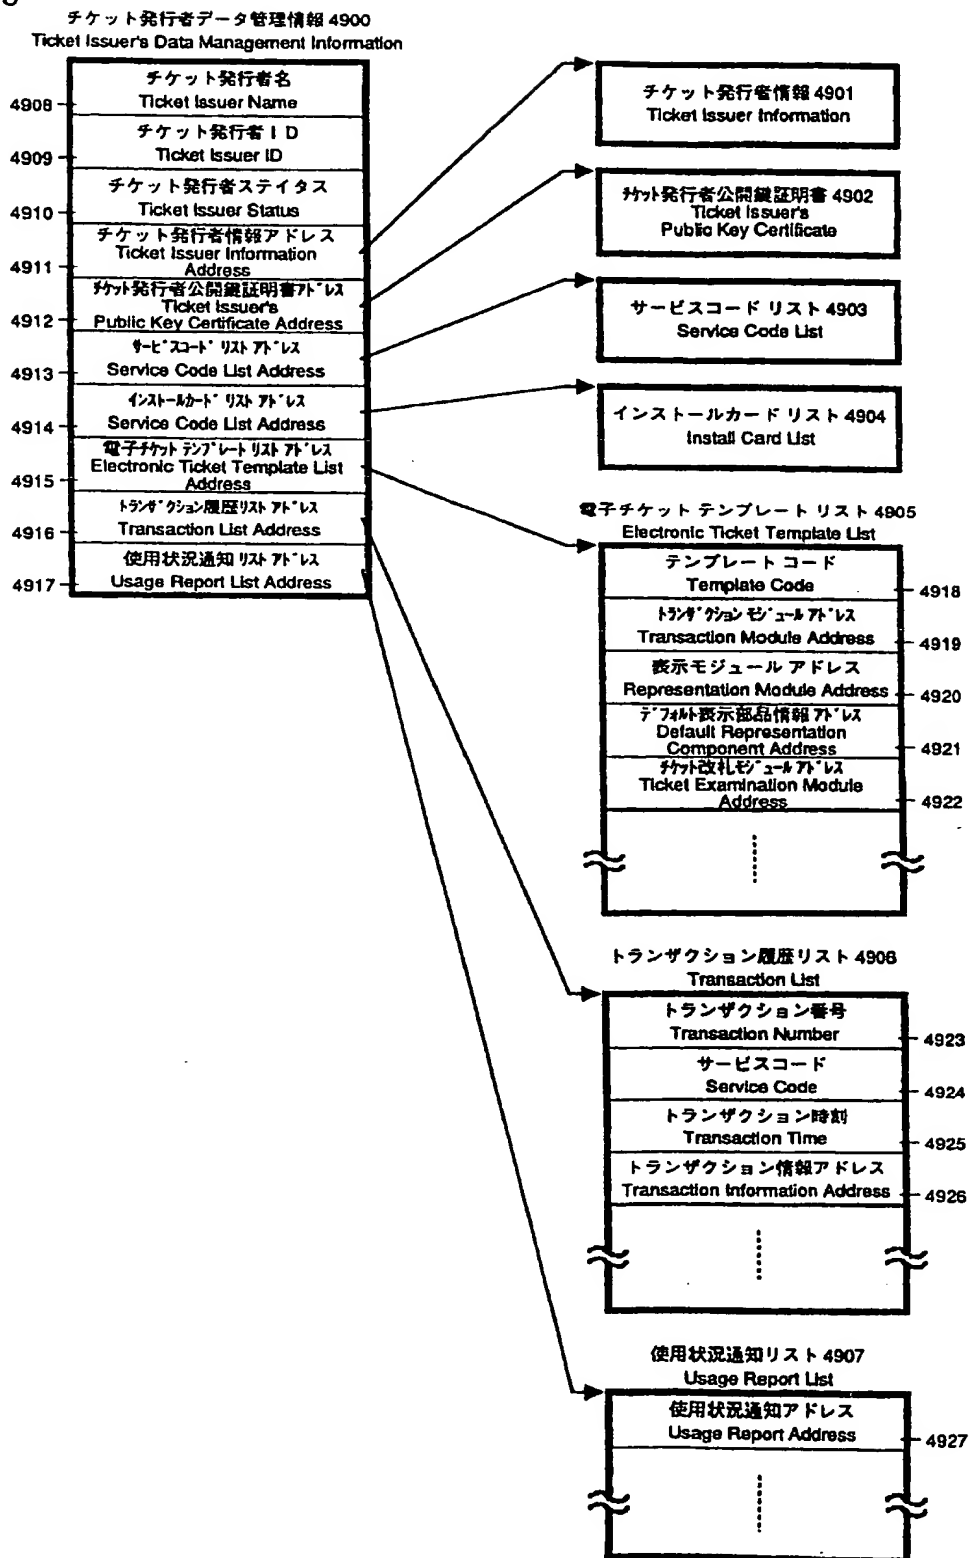 チケット発行者データ管理情報 4900
Ticket Issuer's Data Management Information
チケット発行者名
4908
Ticket Issuer Name
チケット発行者ID
4909
Ticket Issuer ID
チケット発行者ステイタス
4910
Ticket Issuer Status
チケット発行者情報アドレス
Ticket Issuer Information
4911
Address
チケット発行者公開鍵証明書アドレス
Ticket Issuer's
4912
Public Key Certificate Address
サービスコード リスト アドレス
4913
Service Code List Address
インストールカード リスト アドレス
4914
Service Code List Address
電子チケット テンプレート リスト アドレス
Electronic Ticket Template List
4915
Address
トランザクション履歴リスト アドレス
4916
Transaction List Address
使用状況通知 リスト アドレス
4917
Usage Report List Address
チケット発行者情報 4901
Ticket Issuer Information
チケット発行者公開鍵証明書 4902
Ticket Issuer's
Public Key Certificate
サービスコード リスト 4903
Service Code List
インストールカード リスト 4904
Install Card List
電子チケット テンプレート リスト 4905
Electronic Ticket Template List
テンプレート コード
Template Code
4918
トランザクション モジュール アドレス
Transaction Module Address
4919
表示モジュール アドレス
Representation Module Address
4920
デフォルト表示部品情報 アドレス
Default Representation
Component Address
4921
チケット改札モジュール アドレス
Ticket Examination Module
Address
4922
トランザクション履歴リスト 4906
Transaction List
トランザクション番号
Transaction Number
4923
サービスコード
Service Code
4924
トランザクション時刻
Transaction Time
4925
トランザクション情報アドレス
Transaction Information Address
4926
使用状況通知リスト 4907
Usage Report List
使用状況通知アドレス
Usage Report Address
4927